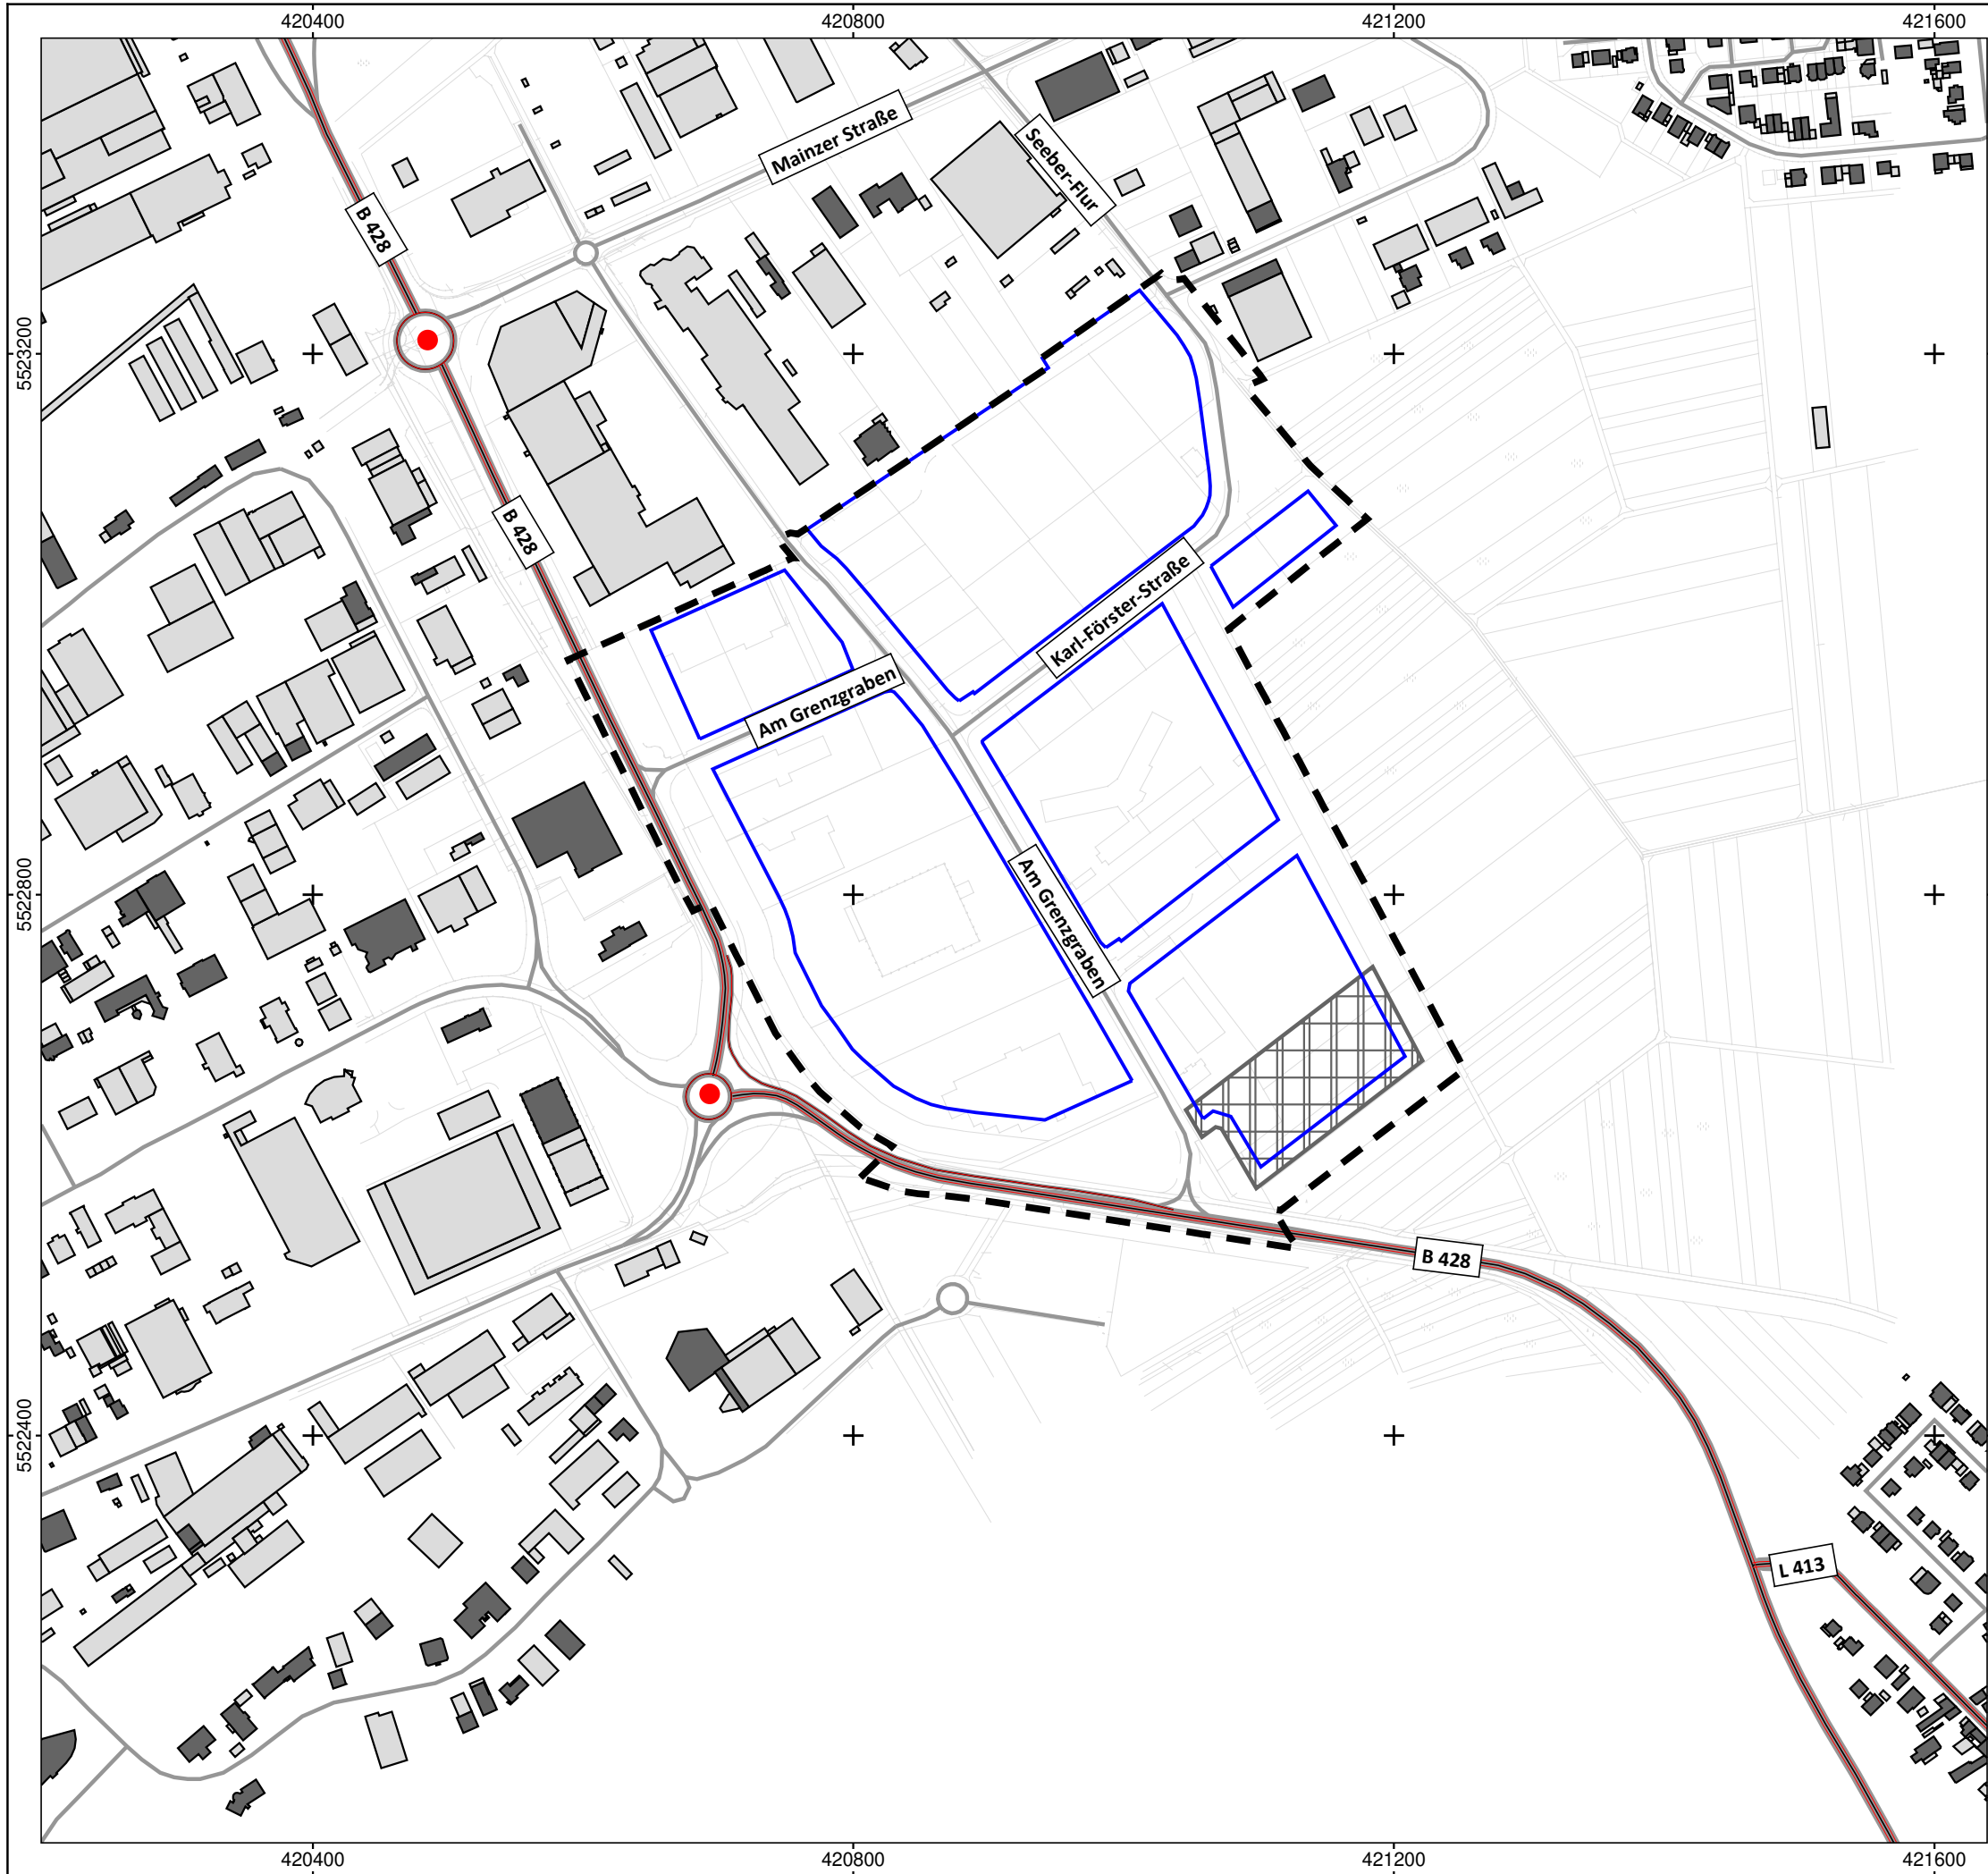 420400
420800
421200
421600
Mainzer Straße
Seeber-Flur
B 428
5523200
B 428
Karl-Förster-Straße
Am Grenzgraben
5522800
Am Grenzgraben
B 428
5522400
L 413
420400
420800
421200
421600